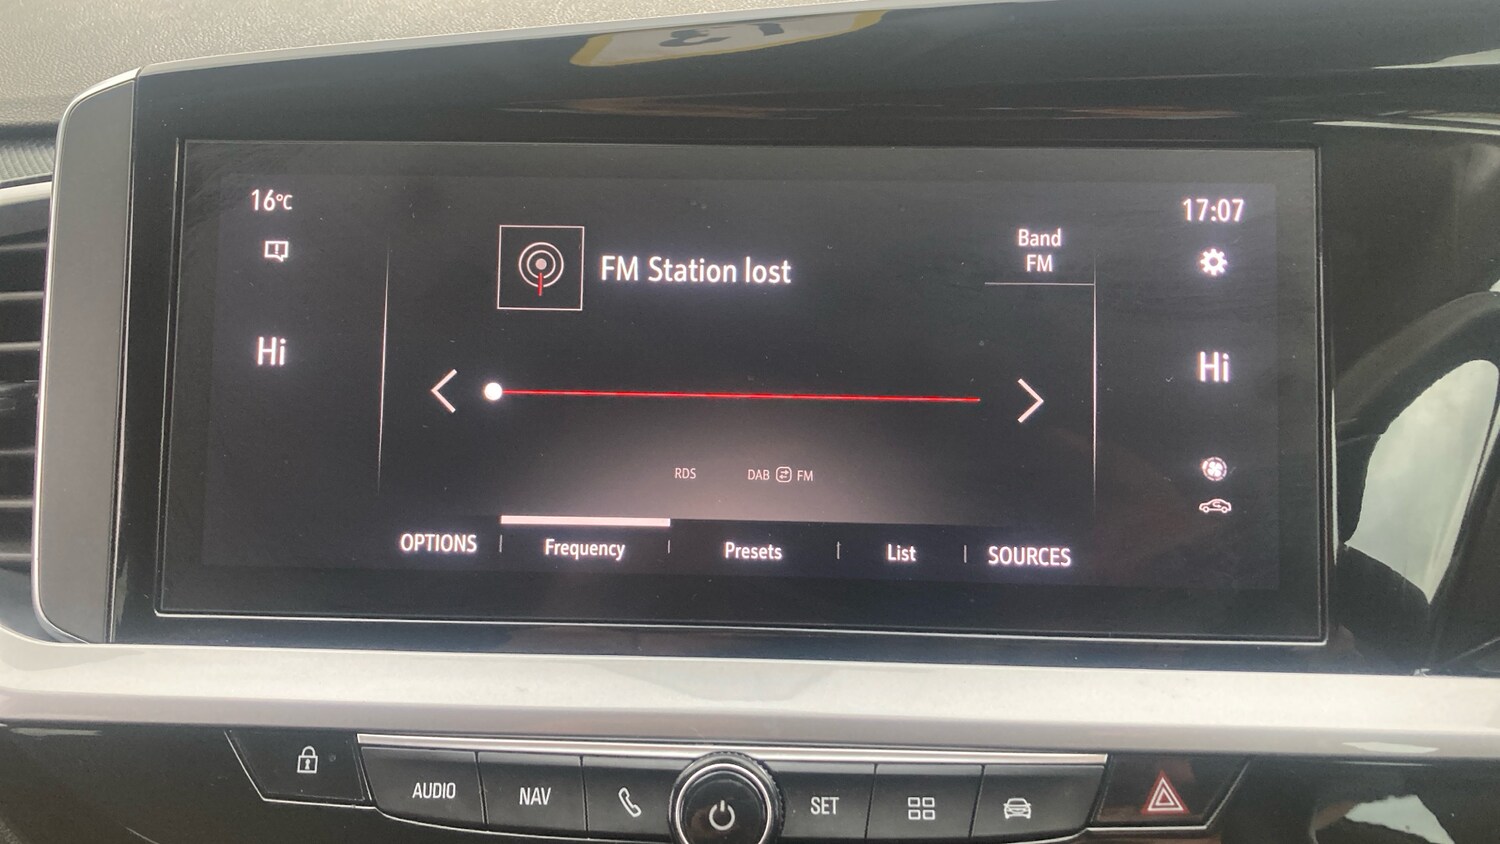 16°C
17:07
FM Station lost
Band
FM
Hi
Hi
RDS
DAB FM
OPTIONS
Frequency
Presets
List
SOURCES
AUDIO
NAV
SET